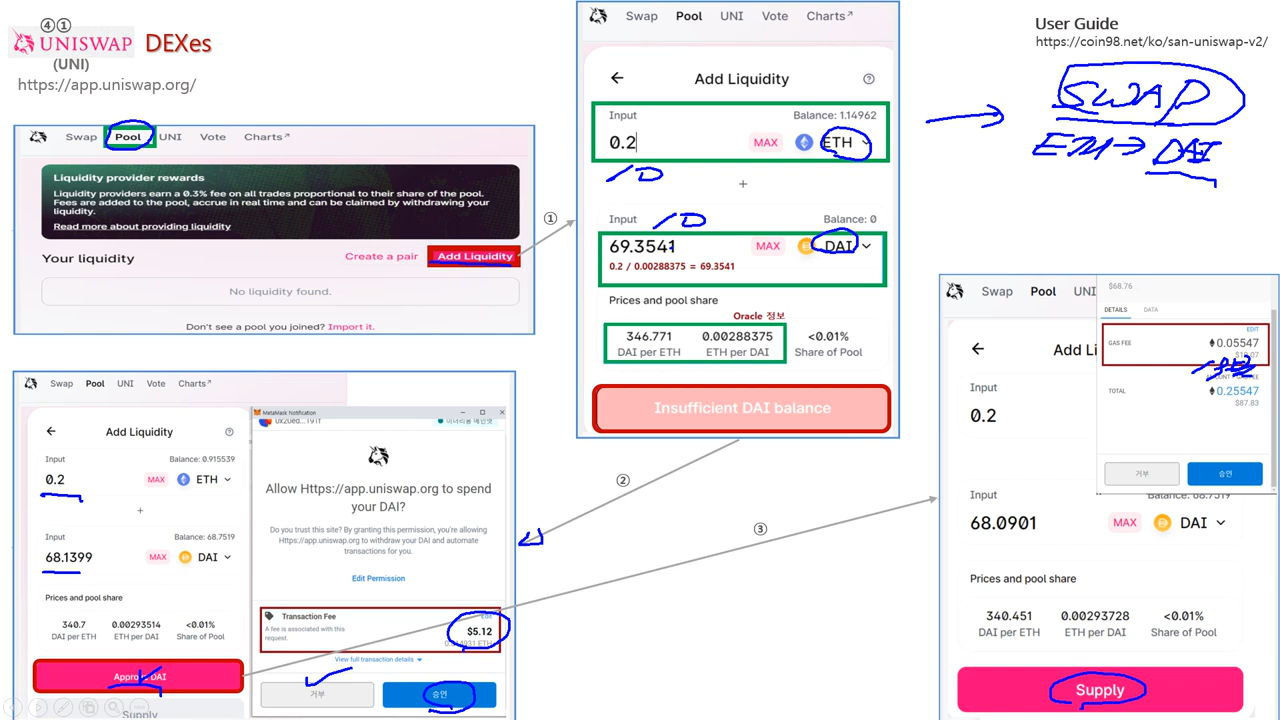 ④①
UNISWAP DEXes
(UNI)
https://app.uniswap.org/
Swap Pool UNI Vote Charts↗
Liquidity provider rewards
Liquidity providers earn a 0.3% fee on all trades proportional to their share of the pool.
Fees are added to the pool, accrue in real time and can be claimed by withdrawing your
liquidity.
Read more about providing liquidity
Your liquidity Create a pair Add Liquidity
No liquidity found.
Don't see a pool you joined? Import it.
①
Swap Pool UNI Vote Charts↗
Add Liquidity
Input Balance: 1.14962
0.2 MAX ETH
10
+
Input 10 Balance: 0
69.3541 MAX DAI
0.2 / 0.00288375 = 69.3541
Prices and pool share
Oracle 정보
346.771 0.00288375 <0.01%
DAI per ETH ETH per DAI Share of Pool
Insufficient DAI balance
User Guide
https://coin98.net/ko/san-uniswap-v2/
SWAP
ETH → DAI
②
Swap Pool UNI Vote Charts↗
Add Liquidity
Input Balance: 0.915539
0.2 MAX ETH
+
Input Balance: 68.7519
68.1399 MAX DAI
Prices and pool share
340.7 0.00293514 <0.01%
DAI per ETH ETH per DAI Share of Pool
Approve DAI
Supply
MetaMask Notification
이더리움 메인넷
Allow Https://app.uniswap.org to spend
your DAI?
Do you trust this site? By granting this permission, you're allowing
Https://app.uniswap.org to withdraw your DAI and automate
transactions for you.
Edit Permission
Transaction Fee Edit
A fee is associated with this
request.
$5.12
View full transaction details
거부 승인
③
Swap Pool UNI
Add Li
Input
0.2
$68.76
DETAILS DATA
EDIT
GAS FEE 0.05547
TOTAL 0.25547
$87.83
거부 승인
Input Balance: 68.7519
68.0901 MAX DAI
Prices and pool share
340.451 0.00293728 <0.01%
DAI per ETH ETH per DAI Share of Pool
Supply